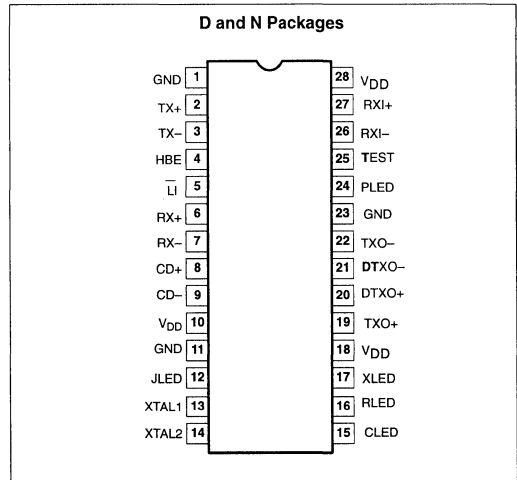 D and N Packages
GND 1
TX+ 2
TX− 3
HBE 4
L̅I̅ 5
RX+ 6
RX− 7
CD+ 8
CD− 9
VDD 10
GND 11
JLED 12
XTAL1 13
XTAL2 14
28 VDD
27 RXI+
26 RXI−
25 TEST
24 PLED
23 GND
22 TXO−
21 DTXO−
20 DTXO+
19 TXO+
18 VDD
17 XLED
16 RLED
15 CLED